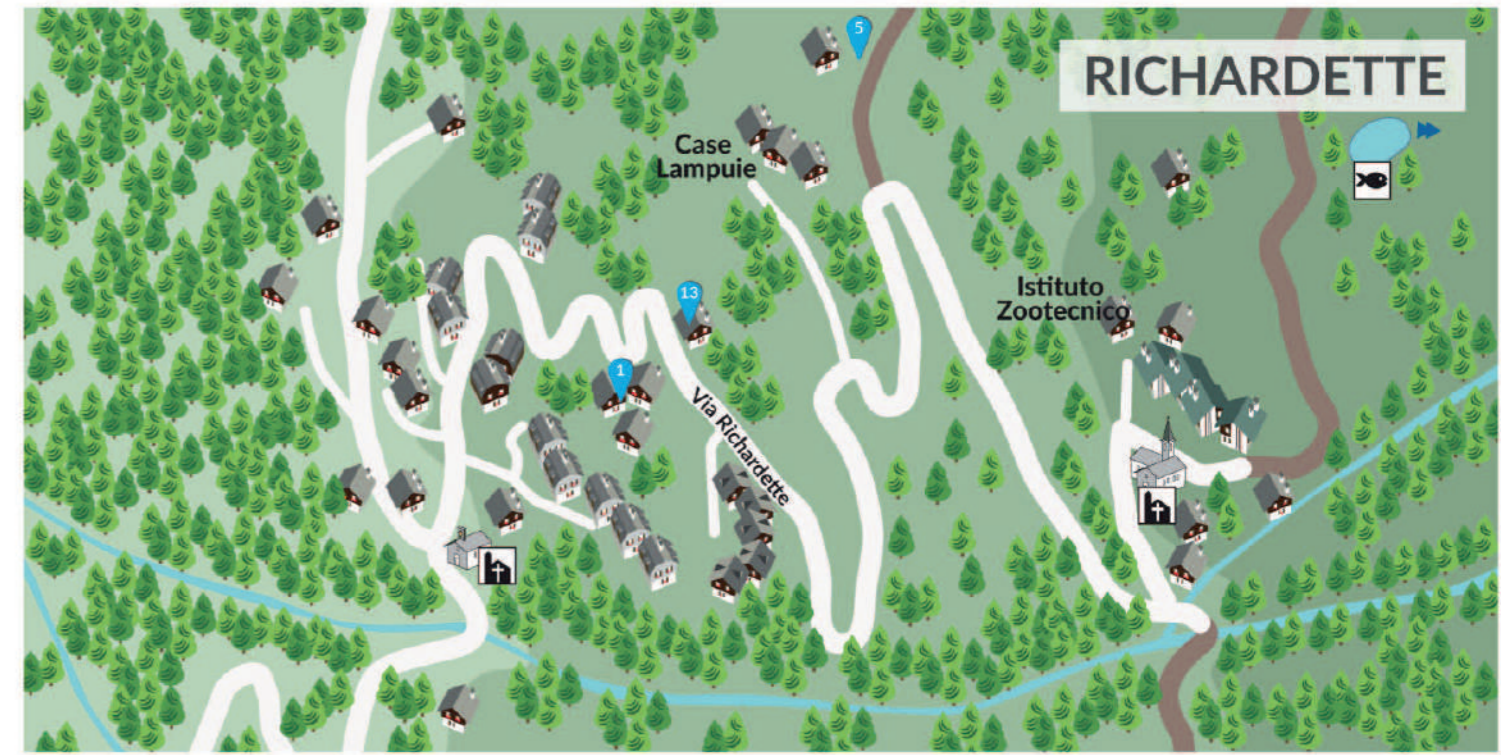 5
RICHARDETTE
Case
Lampuie
Istituto
Zootecnico
13
1
Via Richardette